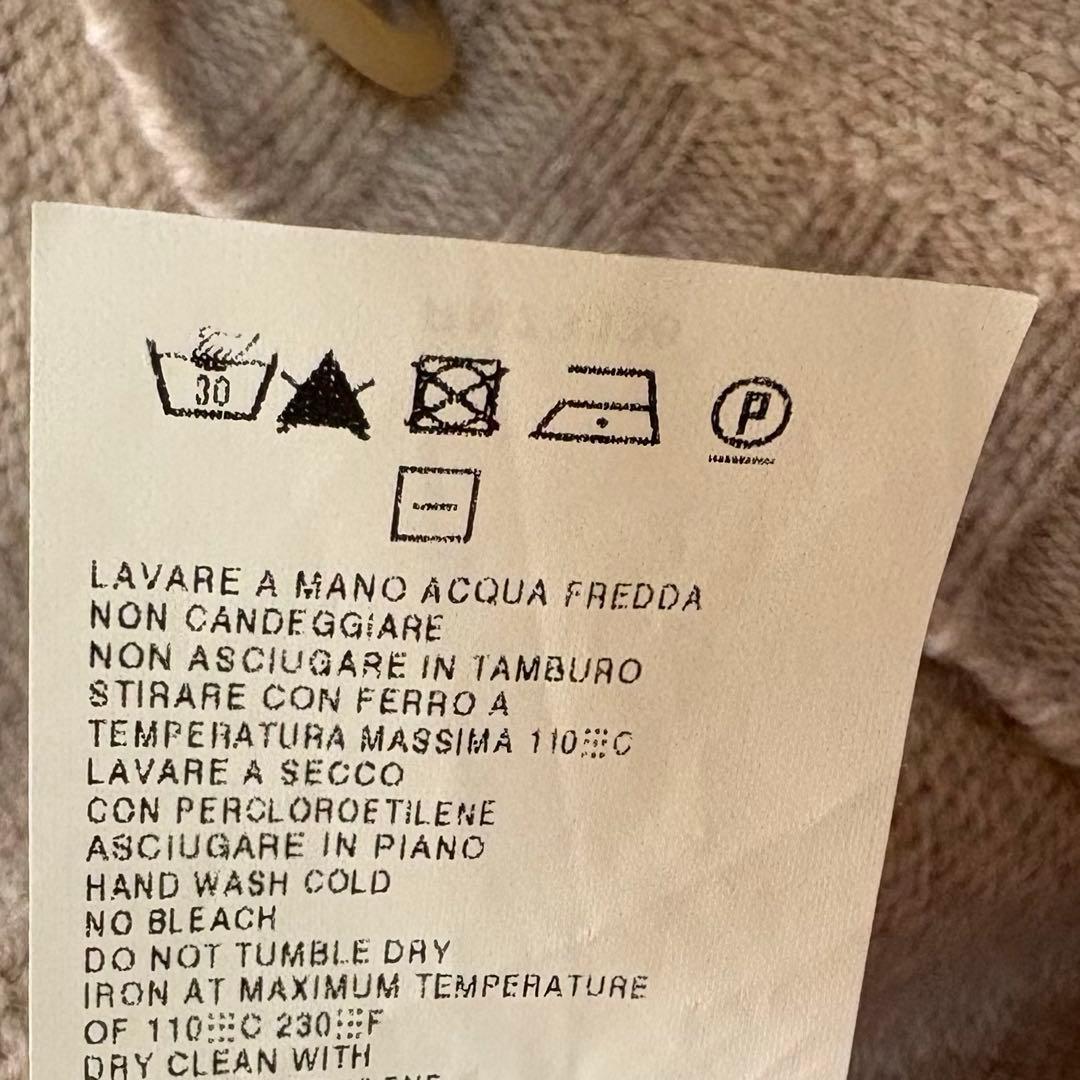 30
P
LAVARE A MANO ACQUA FREDDA
NON CANDEGGIARE
NON ASCIUGARE IN TAMBURO
STIRARE CON FERRO A
TEMPERATURA MASSIMA 110░C
LAVARE A SECCO
CON PERCLOROETILENE
ASCIUGARE IN PIANO
HAND WASH COLD
NO BLEACH
DO NOT TUMBLE DRY
IRON AT MAXIMUM TEMPERATURE
OF 110░C 230░F
DRY CLEAN WITH